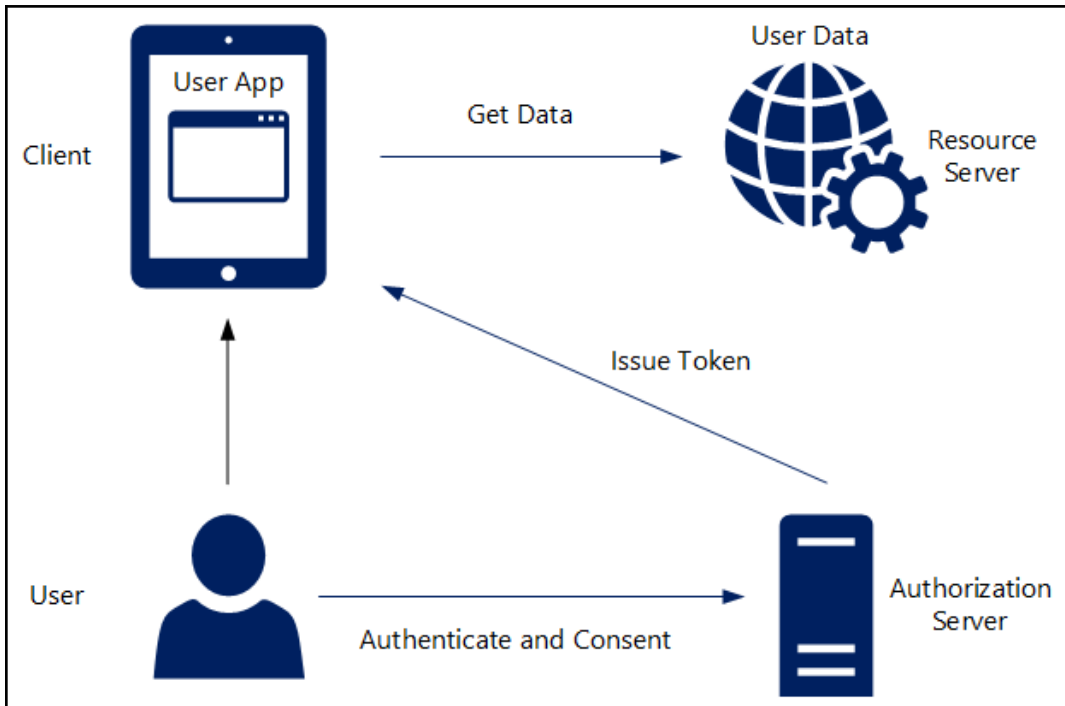 User Data
User App
Get Data
Client
Resource
Server
Issue Token
User
Authorization
Server
Authenticate and Consent